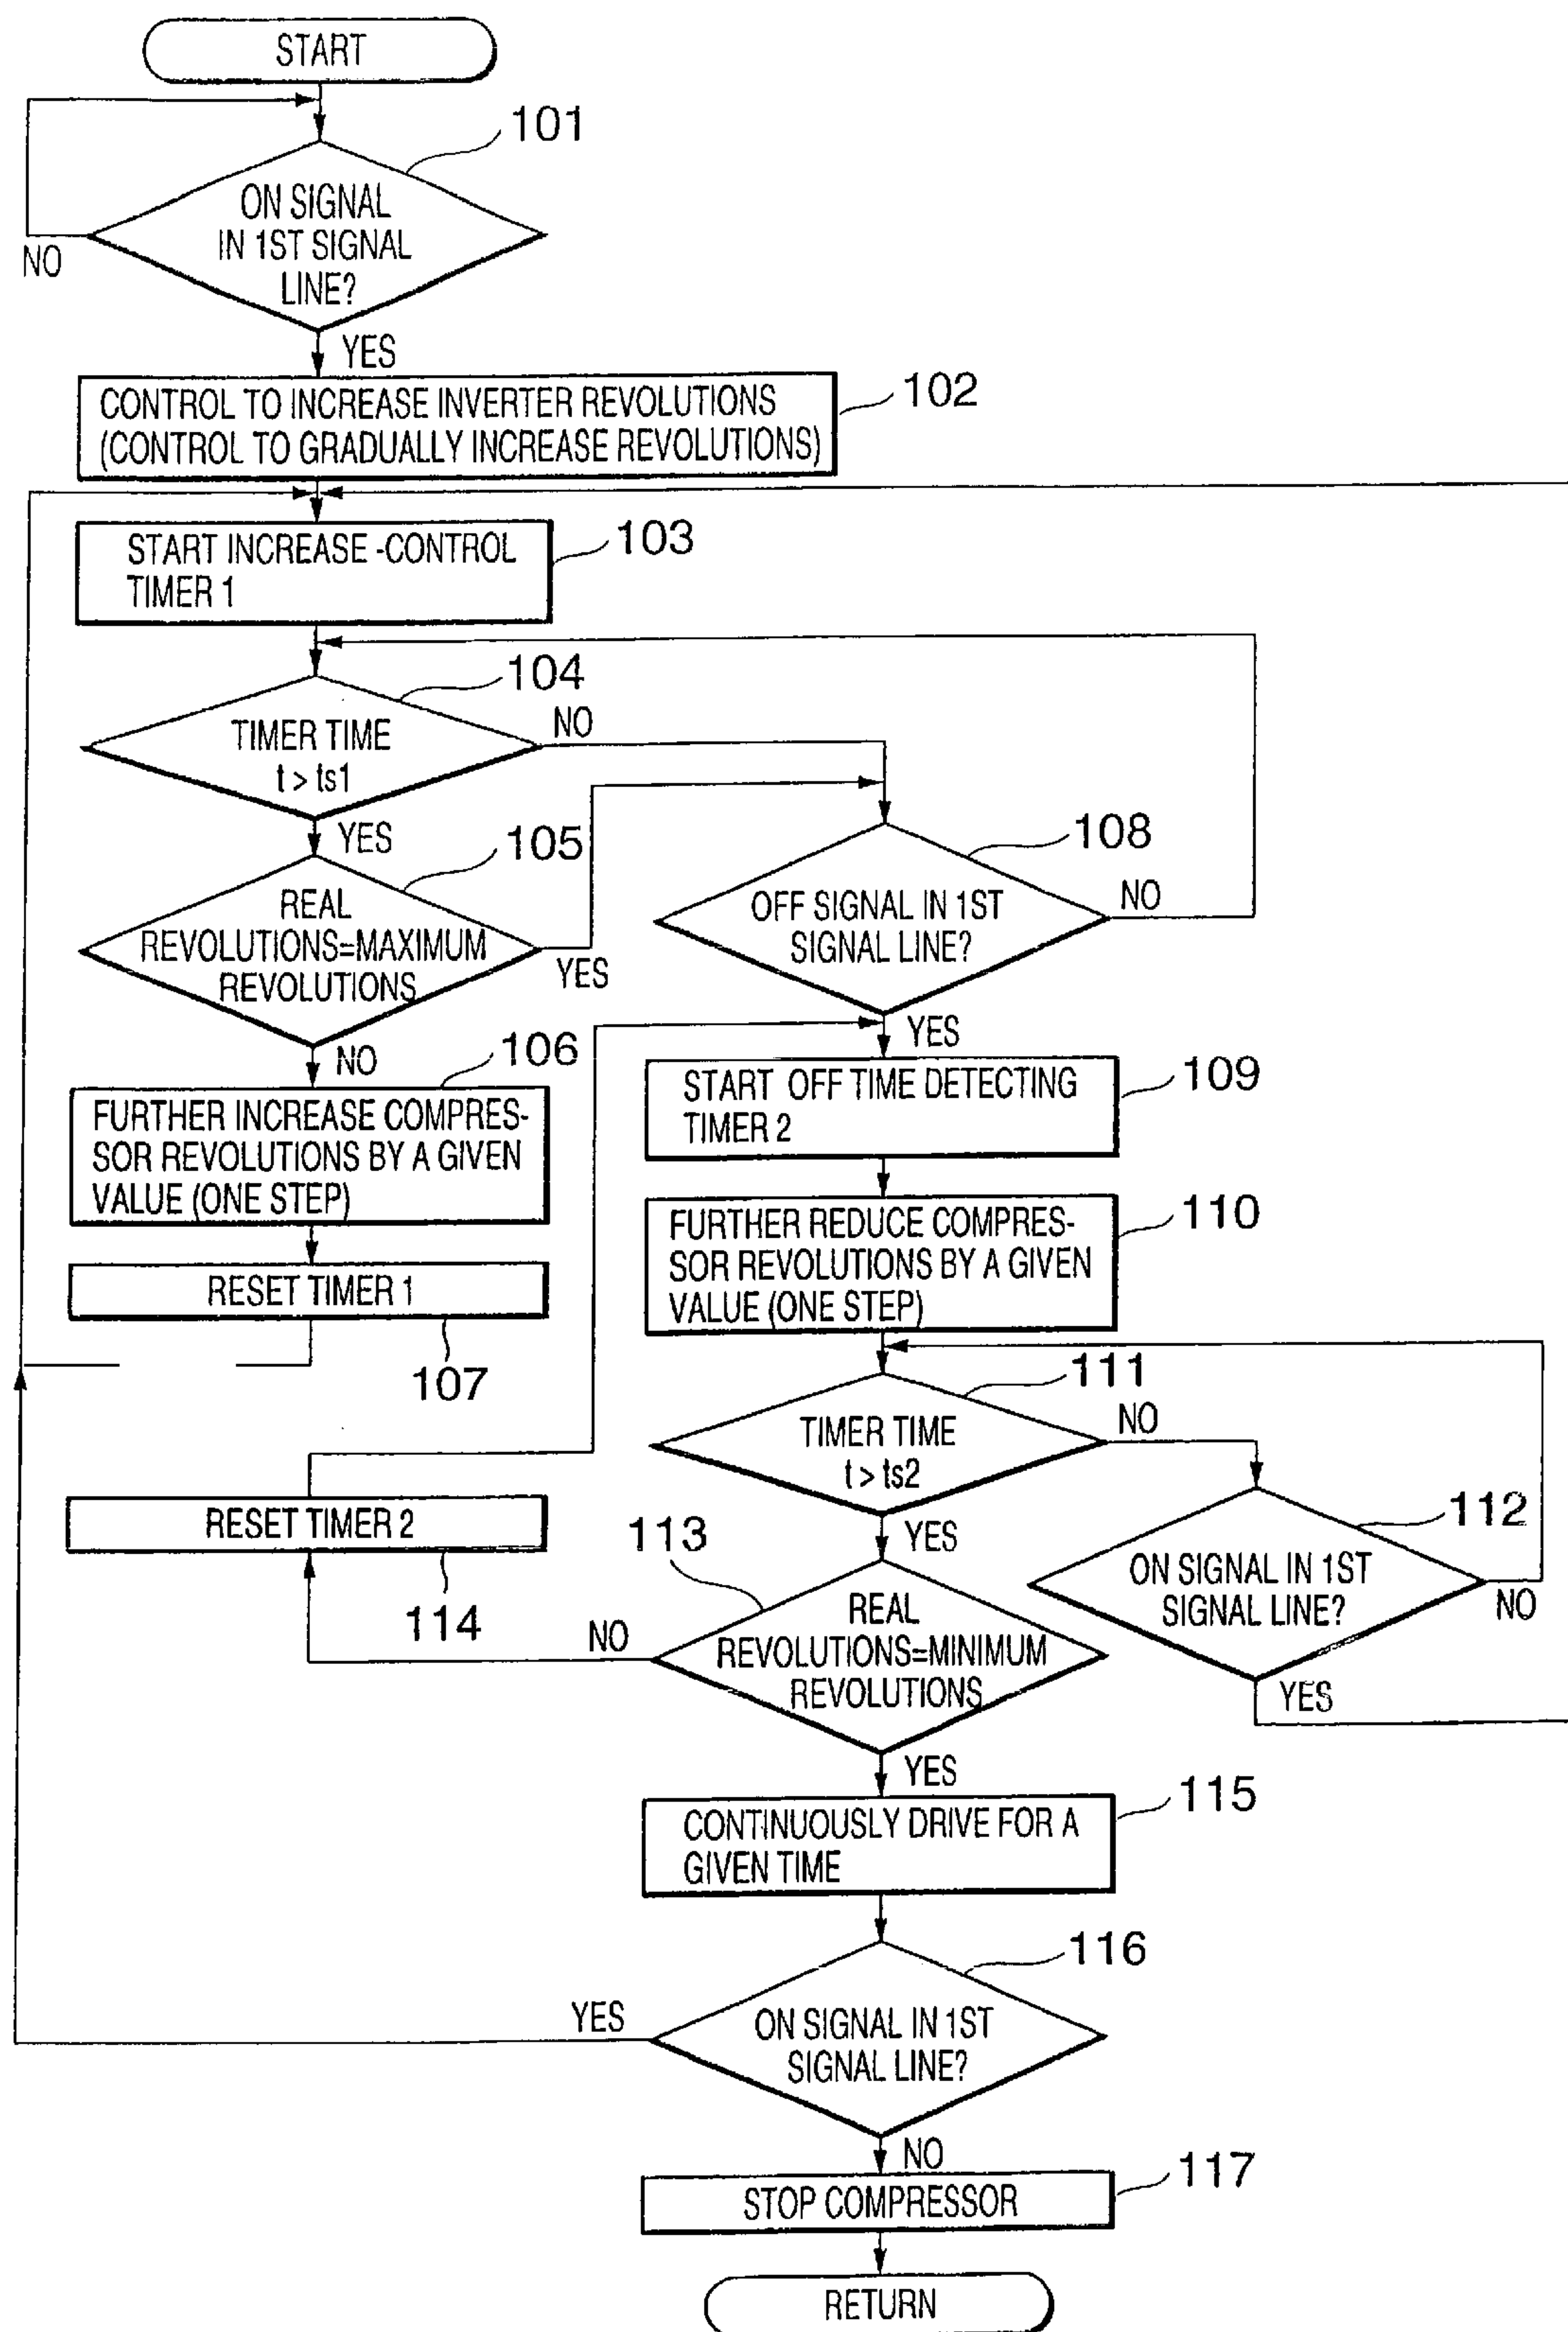 START
101
ON SIGNAL
IN 1ST SIGNAL
LINE?
NO
YES
CONTROL TO INCREASE INVERTER REVOLUTIONS
(CONTROL TO GRADUALLY INCREASE REVOLUTIONS)
102
START INCREASE -CONTROL
TIMER 1
103
104
TIMER TIME
t > ts1
NO
YES
105
REAL
REVOLUTIONS=MAXIMUM
REVOLUTIONS
YES
NO
106
FURTHER INCREASE COMPRES-
SOR REVOLUTIONS BY A GIVEN
VALUE (ONE STEP)
RESET TIMER 1
107
108
OFF SIGNAL IN 1ST
SIGNAL LINE?
NO
YES
START OFF TIME DETECTING
TIMER 2
109
FURTHER REDUCE COMPRES-
SOR REVOLUTIONS BY A GIVEN
VALUE (ONE STEP)
110
111
TIMER TIME
t > ts2
NO
YES
112
ON SIGNAL IN 1ST
SIGNAL LINE?
NO
YES
113
REAL
REVOLUTIONS=MINIMUM
REVOLUTIONS
NO
YES
RESET TIMER 2
114
CONTINUOUSLY DRIVE FOR A
GIVEN TIME
115
116
ON SIGNAL IN 1ST
SIGNAL LINE?
YES
NO
STOP COMPRESSOR
117
RETURN